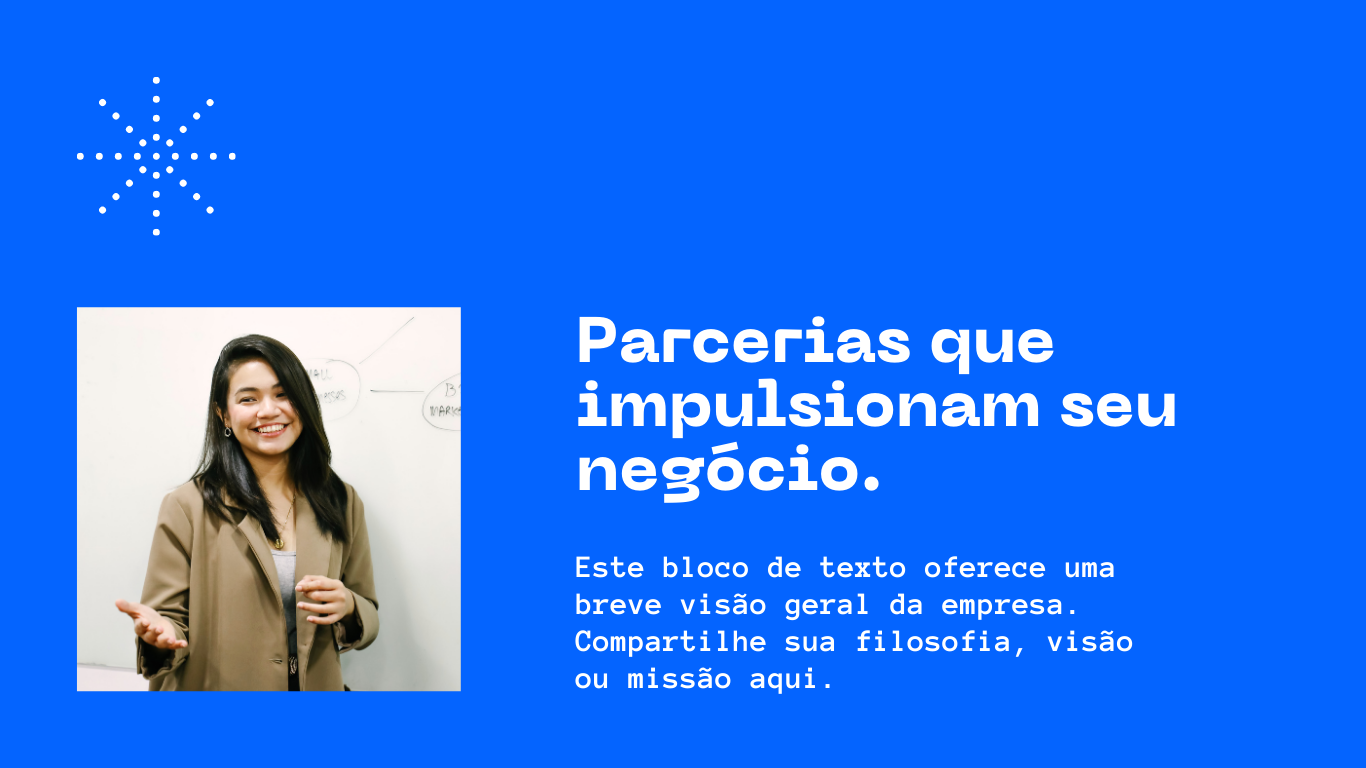 Parcerias que
impulsionam seu
negócio.
Este bloco de texto oferece uma
breve visão geral da empresa.
Compartilhe sua filosofia, visão
ou missão aqui.